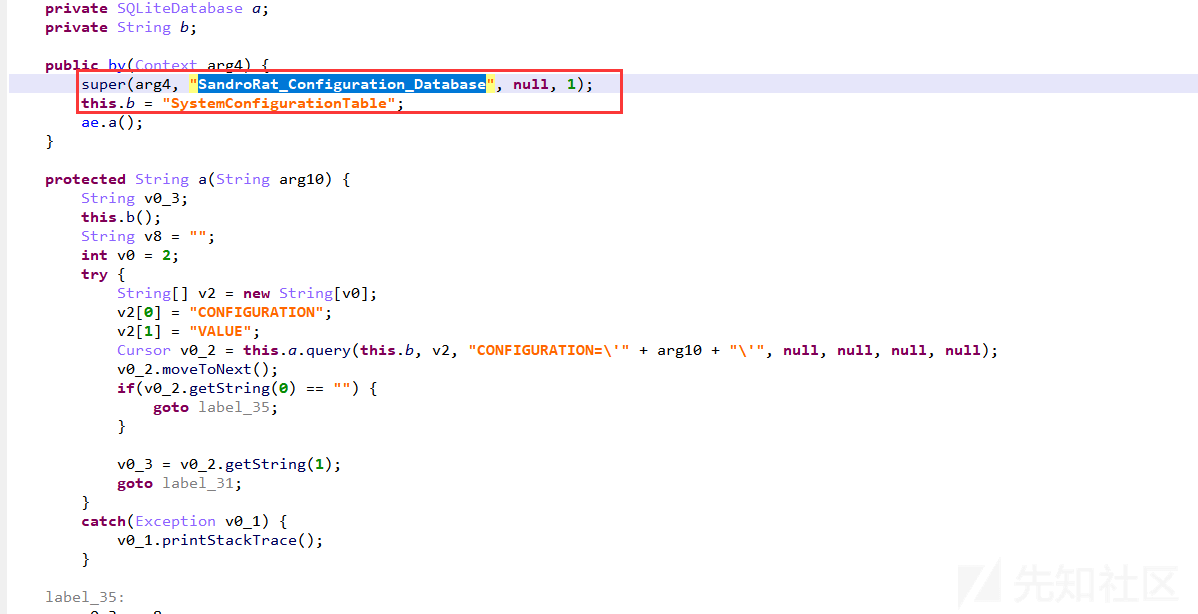 private SQLiteDatabase a;
private String b;
public by(Context arg4) {
super(arg4, "SandroRat_Configuration_Database", null, 1);
this.b = "SystemConfigurationTable";
ae.a();
}
protected String a(String arg10) {
String v0_3;
this.b();
String v8 = "";
int v0 = 2;
try {
String[] v2 = new String[v0];
v2[0] = "CONFIGURATION";
v2[1] = "VALUE";
Cursor v0_2 = this.a.query(this.b, v2, "CONFIGURATION=\'" + arg10 + "\'", null, null, null, null);
v0_2.moveToNext();
if(v0_2.getString(0) == "") {
goto label_35;
}
v0_3 = v0_2.getString(1);
goto label_31;
}
catch(Exception v0_1) {
v0_1.printStackTrace();
}
label_35:
先知社区